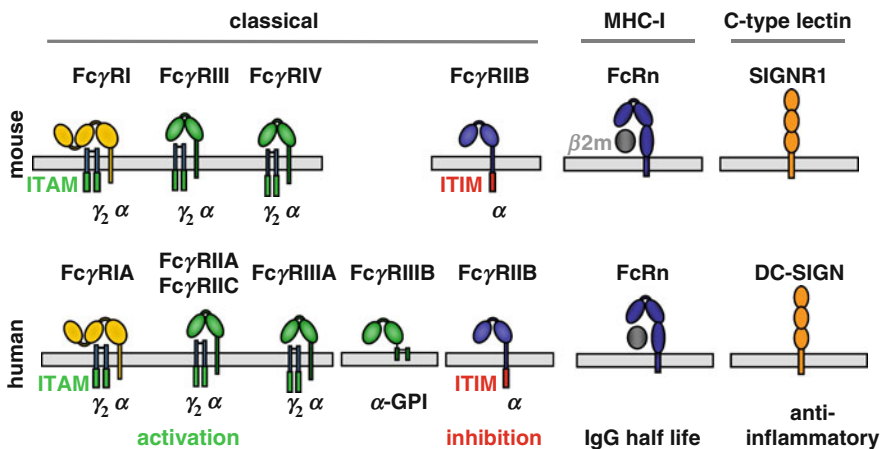 classical MHC-I C-type lectin
FcγRI FcγRIII FcγRIV FcγRIIB FcRn SIGNR1
mouse
β2m
ITAM ITIM
γ₂ α γ₂ α γ₂ α α
FcγRIA FcγRIIA FcγRIIIA FcγRIIIB FcγRIIB FcRn DC-SIGN
FcγRIIC
human
ITAM ITIM
γ₂ α γ₂ α γ₂ α α-GPI α
activation inhibition IgG half life anti-
inflammatory